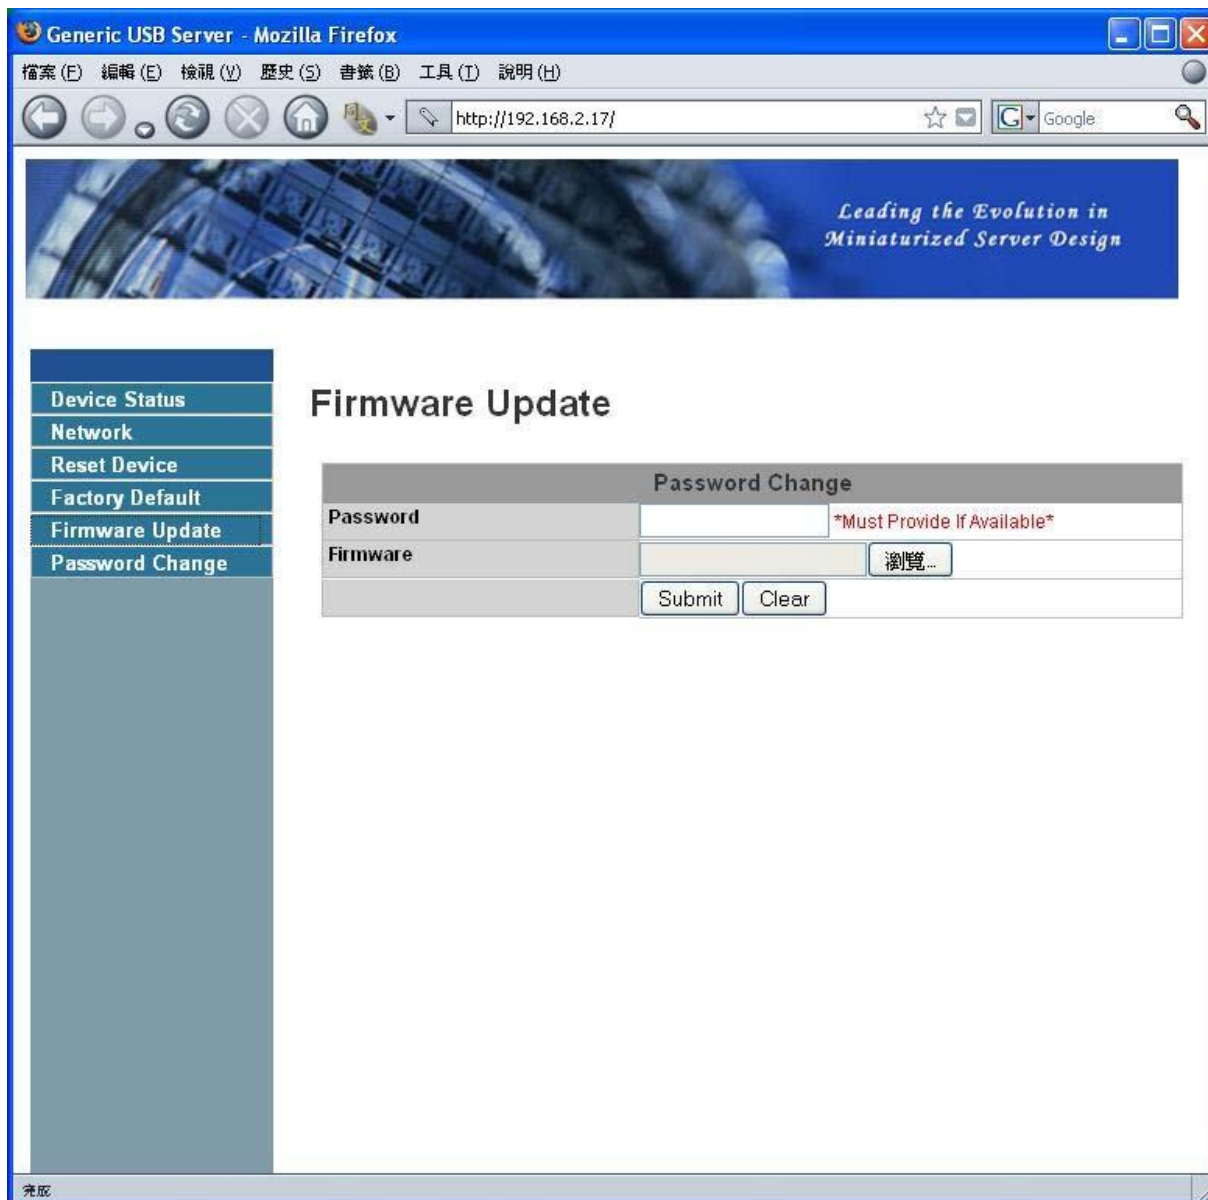 Generic USB Server - Mozilla Firefox
檔案(F) 編輯(E) 檢視(V) 歷史(S) 書籤(B) 工具(T) 說明(H)
http://192.168.2.17/ G Google
Leading the Evolution in
Miniaturized Server Design
Device Status
Network
Reset Device
Factory Default
Firmware Update
Password Change
Firmware Update
Password Change
Password *Must Provide If Available*
Firmware 瀏覽...
Submit Clear
完成